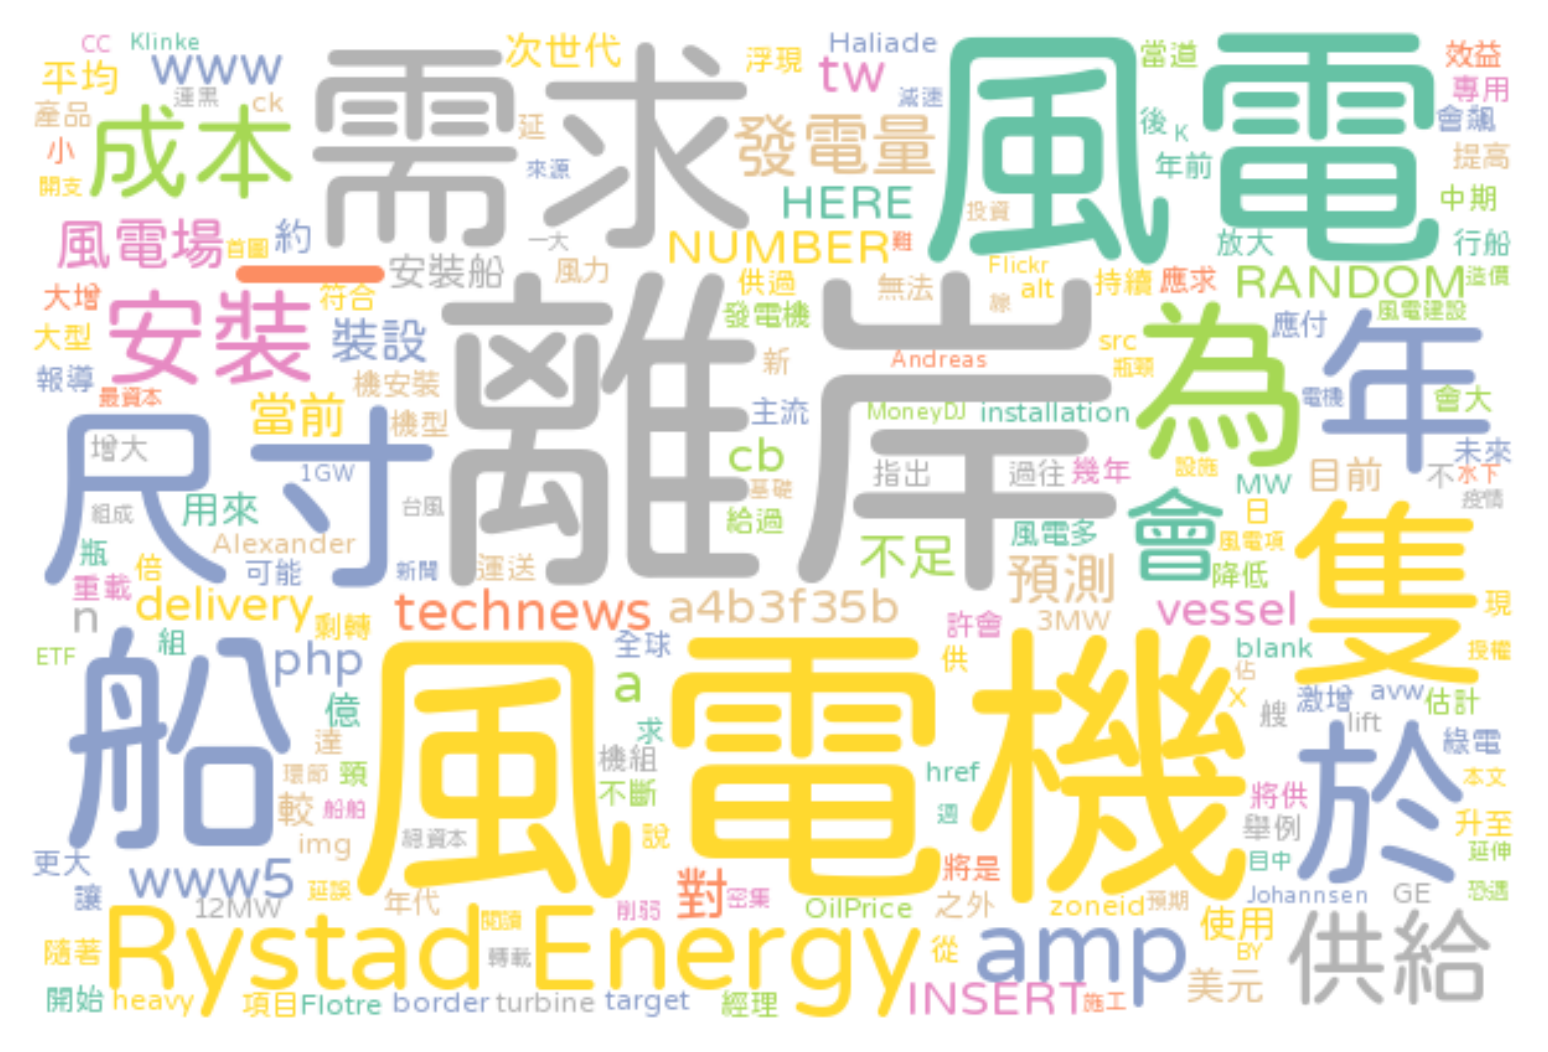 CC Klinke 次世代 浮現 Haliade 當道 效益
平均 www 需求 tw 風電 專用
產品 運黑 ck 減速 會飆
成本 延 發電量 後 K
小 來源 年前 提高
開支 HERE 投資 中期
風電場 首圖 約 一大 NUMBER 難 放大 行船
一 安裝船 風力 Flickr
大增 符合 供過 無法 alt 持續 應求 RANDOM 造價
安裝 離岸 發電機 線 為 風電建設
大型 裝設 src 應付 年
報導 機安裝 新 Andreas 瓶頸
最資本 電機 會大
尺寸 當前 機型 主流 MoneyDJ installation
增大 1GW cb 指出 過往 幾年 設施 未來
用來 台風 基礎 MW 目前 不 水下
組成 給過 會 日 疫情
瓶 Alexander 風電多 風電項 隻
重載 倍 可能 新聞 運送 不足 預測 降低
n delivery technews a4b3f35b vessel 現
剩轉 許會 3MW
ETF 組 php 全球 供 blank 授權
船 風電機 a 佔
億 求 X 激增 avw 估計
達 機組 艘 lift 綠電
環節 頸 不斷 href 於 本文
較 船舶 週 將供
img 總資本 說 舉例 升至
更大 www5 將是 目中 延伸
讓 12MW 延誤 年代 對 密集 Johannsen GE 恐遇
閱讀 削弱 OilPrice 之外 zoneid 預期
隨著 Rystad Energy 轉載 從 amp 使用 BY 供給
開始 heavy 項目 Flotre border turbine target 經理 INSERT 施工 美元